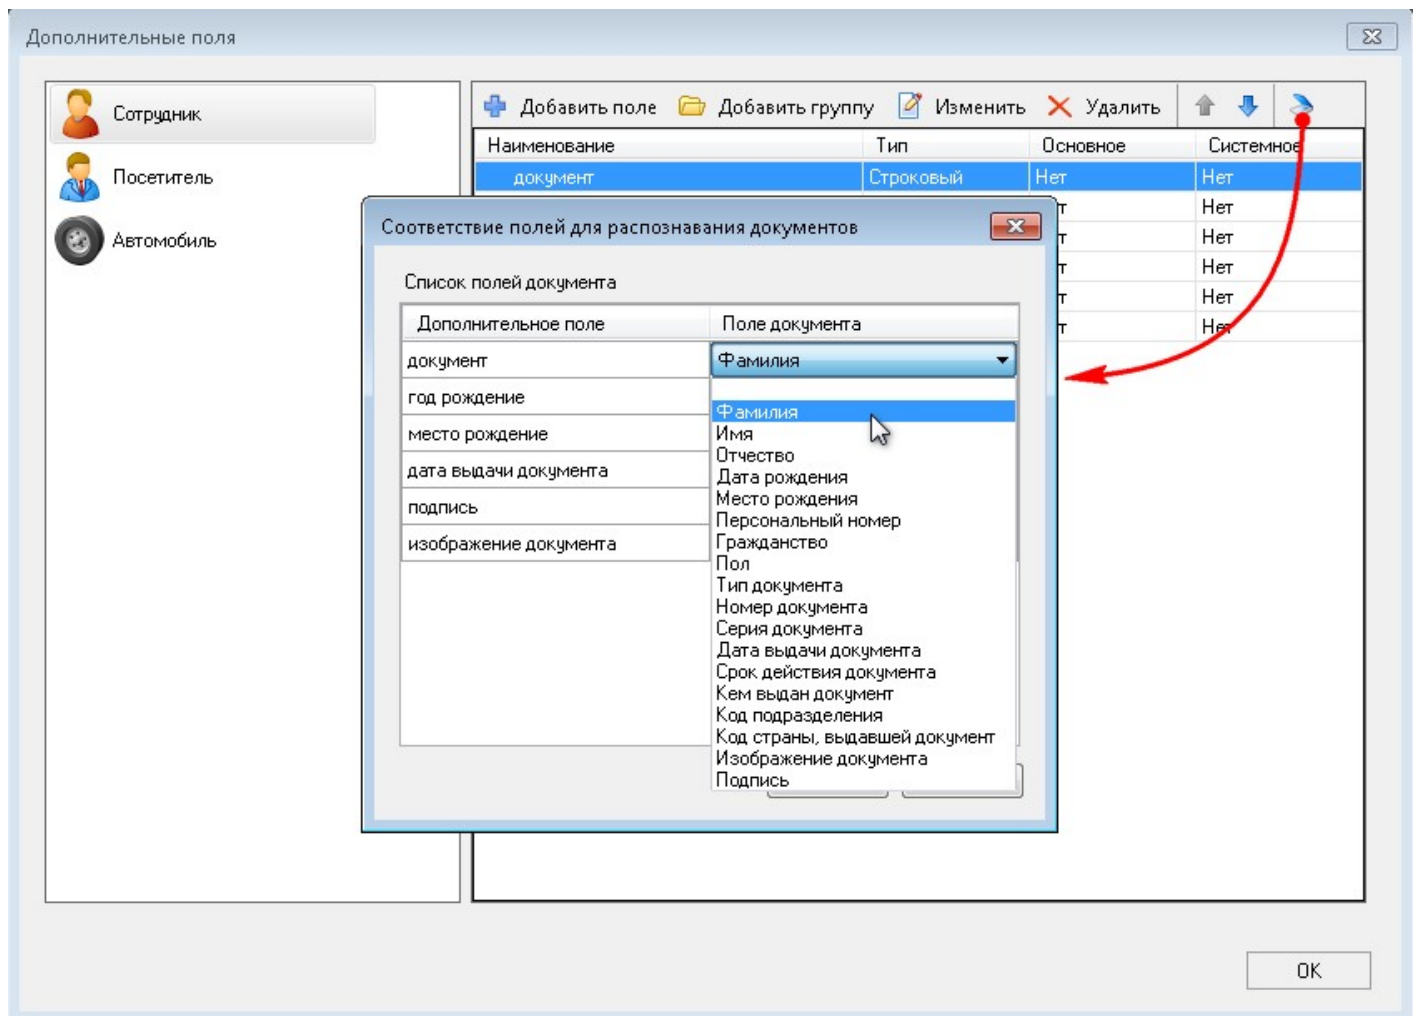 Дополнительные поля
Сотрудник
Посетитель
Автомобиль
Добавить поле Добавить группу Изменить Удалить
Наименование Тип Основное Системное
документ Строковый Нет Нет
Нет
Нет
Нет
Нет
Нет
Соответствие полей для распознавания документов
Список полей документа
Дополнительное поле Поле документа
документ Фамилия
год рождение
место рождение
дата выдачи документа
подпись
изображение документа
Фамилия
Имя
Отчество
Дата рождения
Место рождения
Персональный номер
Гражданство
Пол
Тип документа
Номер документа
Серия документа
Дата выдачи документа
Срок действия документа
Кем выдан документ
Код подразделения
Код страны, выдавшей документ
Изображение документа
Подпись
OK